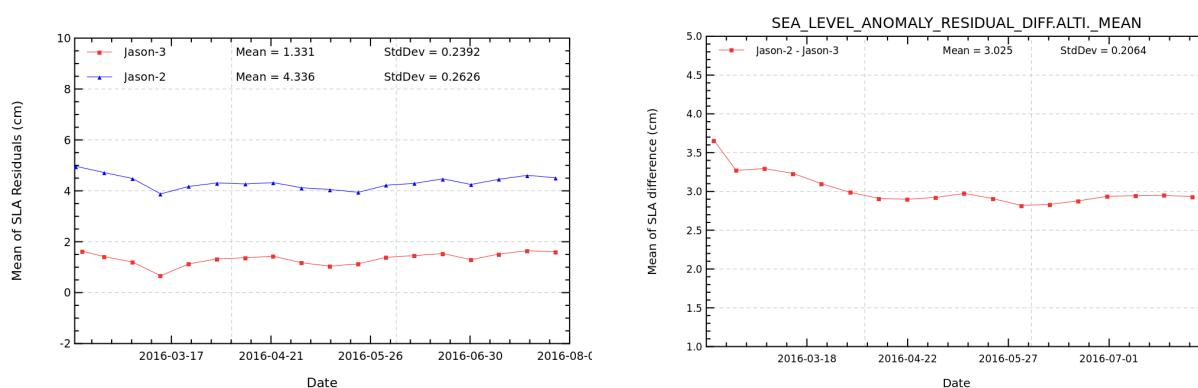 10
8
6
4
2
0
-2
Mean of SLA Residuals (cm)
Jason-3 Mean = 1.331 StdDev = 0.2392
Jason-2 Mean = 4.336 StdDev = 0.2626
2016-03-17 2016-04-21 2016-05-26 2016-06-30 2016-08-0
Date
SEA_LEVEL_ANOMALY_RESIDUAL_DIFF.ALTI._MEAN
5.0
4.5
4.0
3.5
3.0
2.5
2.0
1.5
1.0
Mean of SLA difference (cm)
Jason-2 - Jason-3 Mean = 3.025 StdDev = 0.2064
2016-03-18 2016-04-22 2016-05-27 2016-07-01
Date